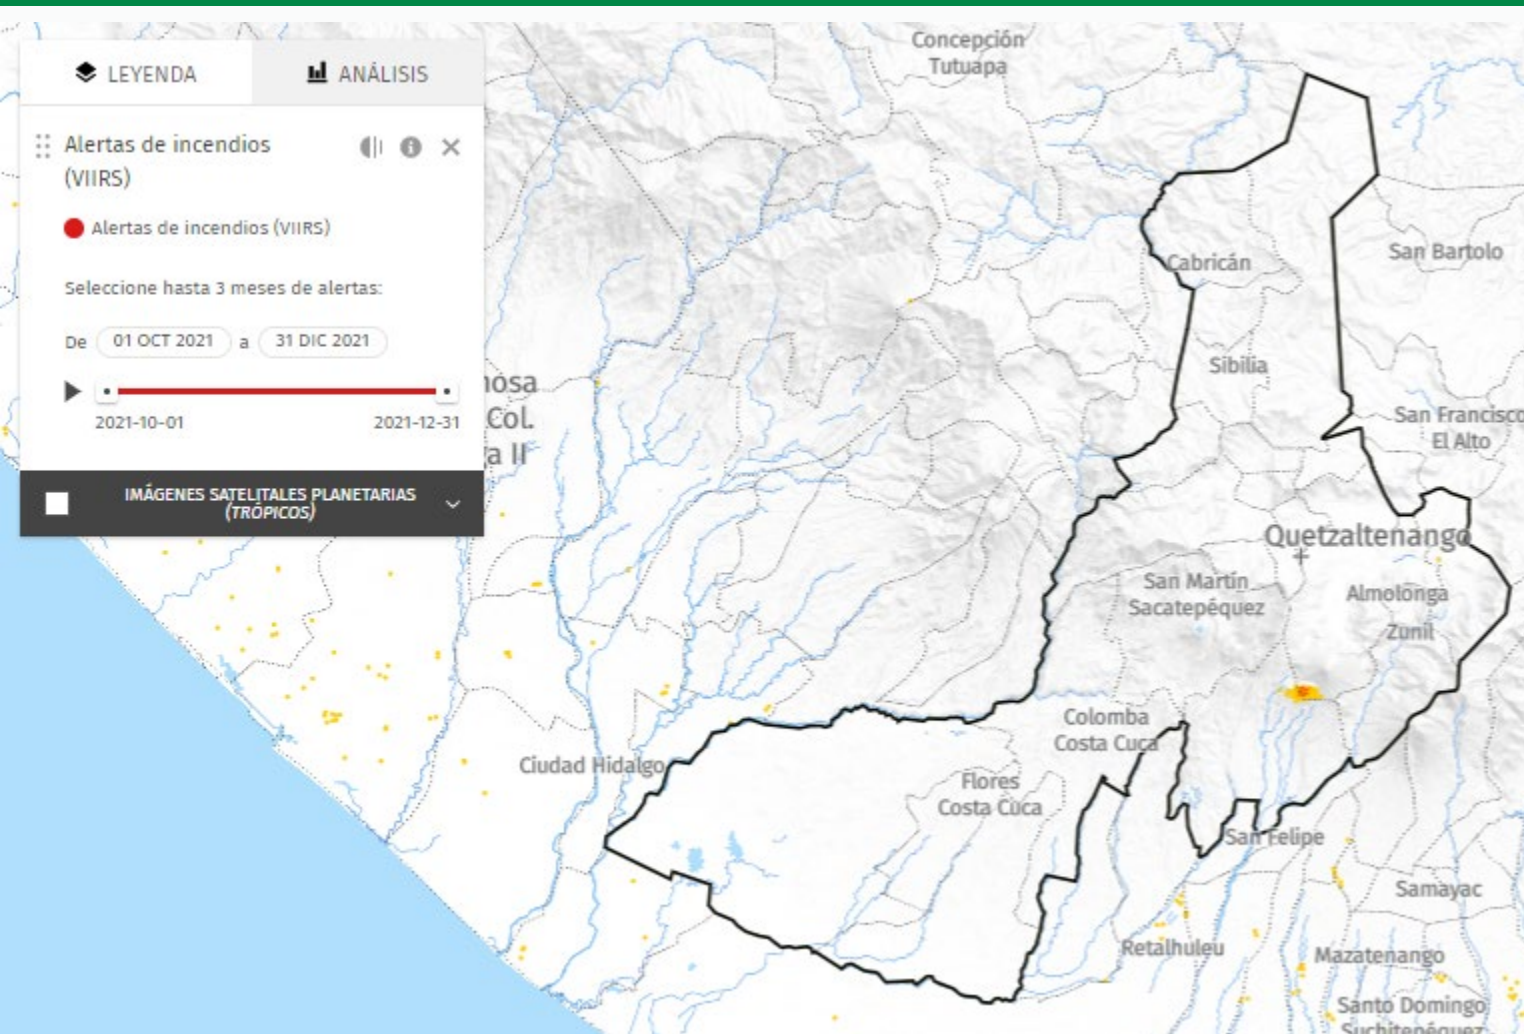 LEYENDA
ANÁLISIS
Alertas de incendios
(VIIRS)
Alertas de incendios (VIIRS)
Seleccione hasta 3 meses de alertas:
De 01 OCT 2021 a 31 DIC 2021
2021-10-01 2021-12-31
IMÁGENES SATELITALES PLANETARIAS
(TRÓPICOS)
Concepción
Tutuapa
Cabricán
San Bartolo
Sibilia
Col.
II
San Francisco
El Alto
Quetzaltenango
San Martín
Sacatepéquez
Almolonga
Zunil
Colomba
Costa Cuca
Ciudad Hidalgo
Flores
Costa Cuca
San Felipe
Samayac
Retalhuleu
Mazatenango
Santo Domingo
Suchitepéquez